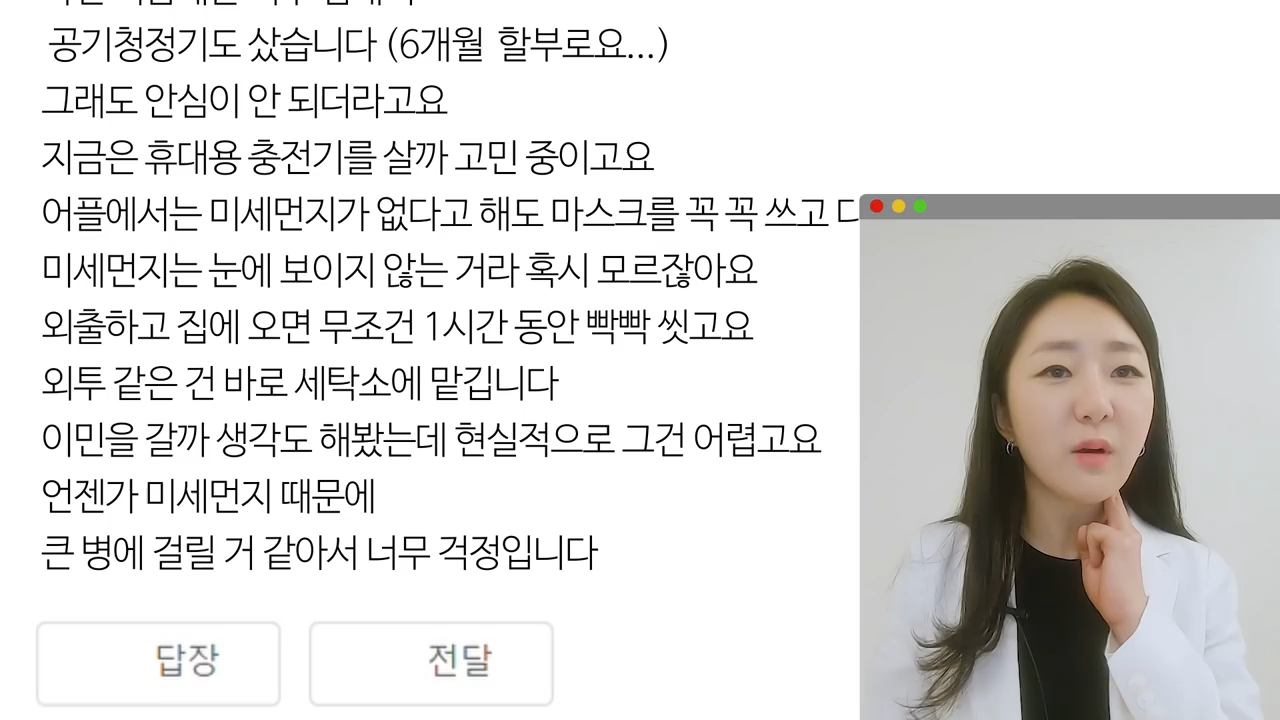 공기청정기도 샀습니다 (6개월 할부로요...)
그래도 안심이 안 되더라고요
지금은 휴대용 충전기를 살까 고민 중이고요
어플에서는 미세먼지가 없다고 해도 마스크를 꼭 꼭 쓰고
미세먼지는 눈에 보이지 않는 거라 혹시 모르잖아요
외출하고 집에 오면 무조건 1시간 동안 빡빡 씻고요
외투 같은 건 바로 세탁소에 맡깁니다
이민을 갈까 생각도 해봤는데 현실적으로 그건 어렵고요
언젠가 미세먼지 때문에
큰 병에 걸릴 거 같아서 너무 걱정입니다
답장
전달